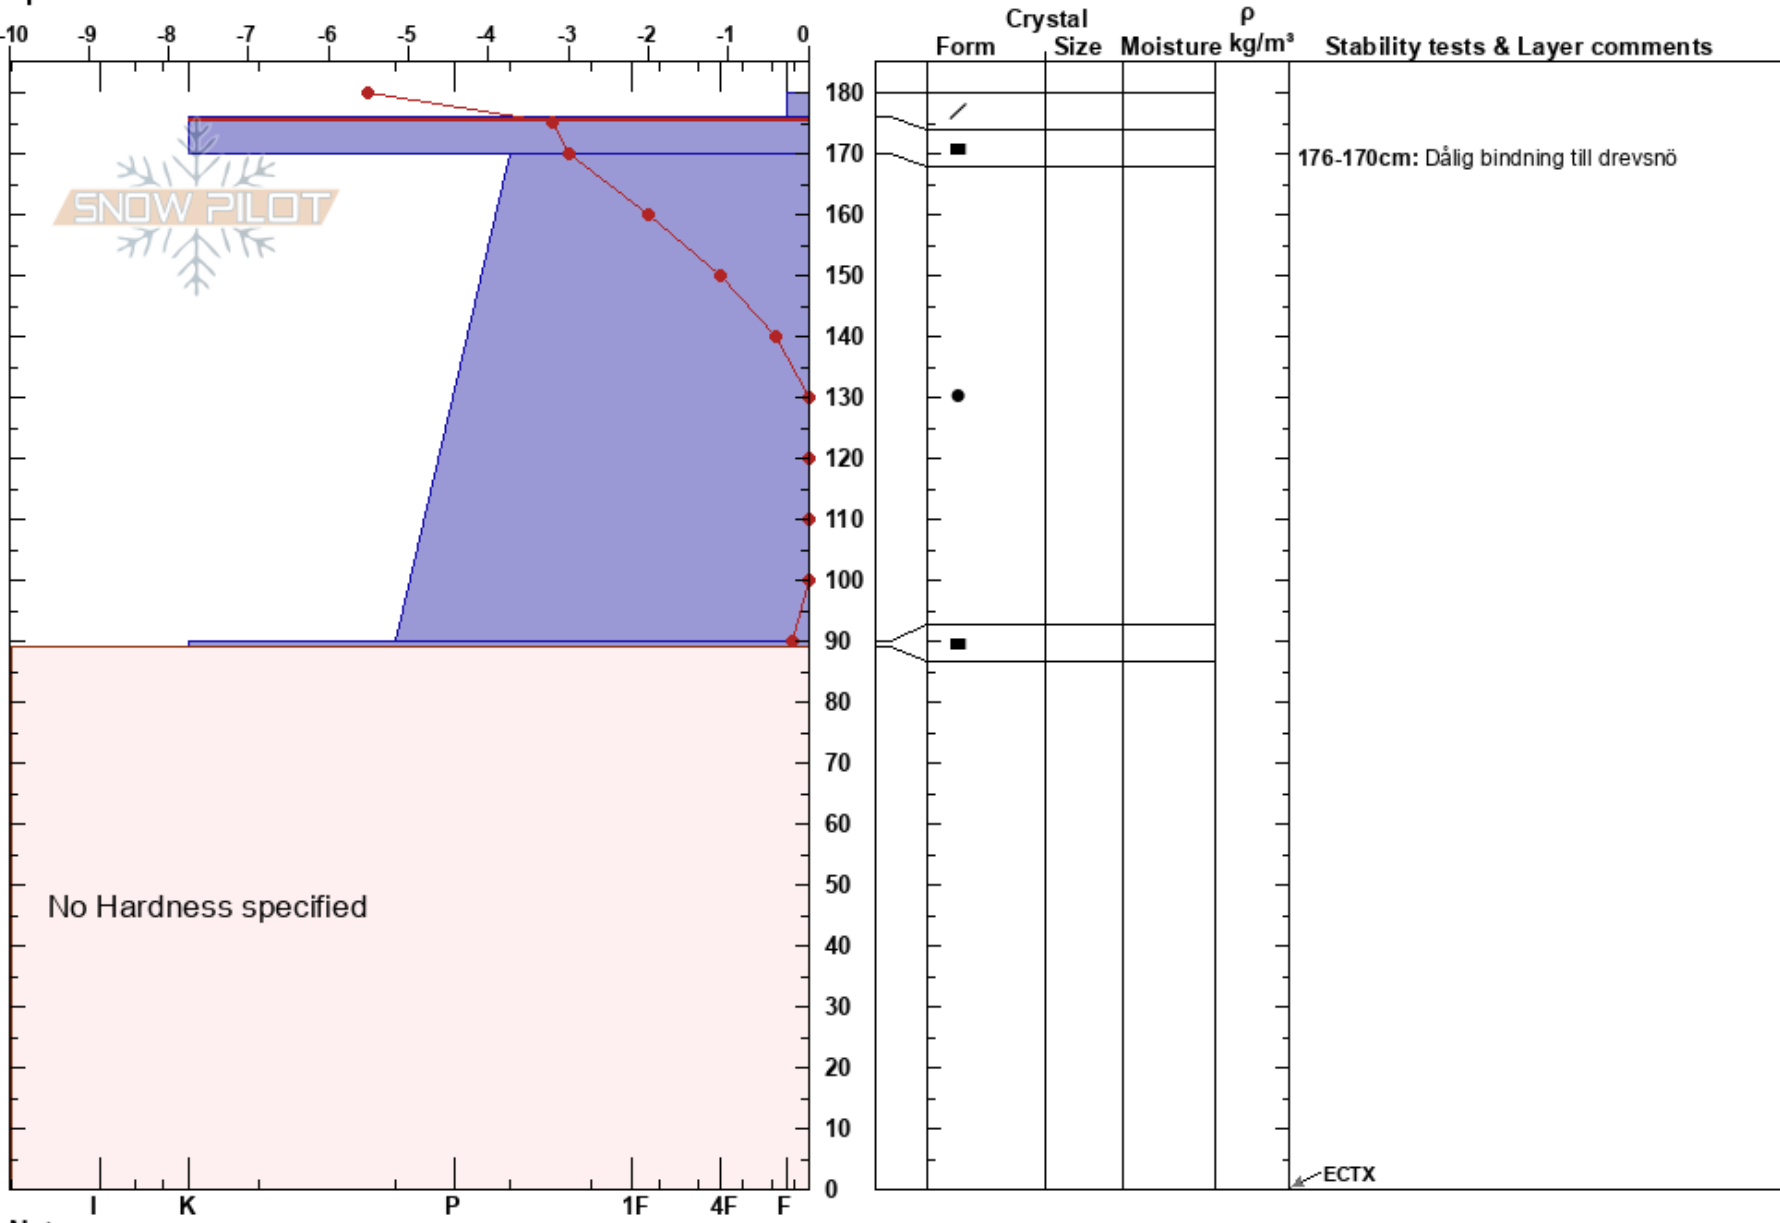 Crystal ρ
-10 -9 -8 -7 -6 -5 -4 -3 -2 -1 0 Form Size Moisture kg/m³ Stability tests & Layer comments
180
170
176-170cm: Dålig bindning till drevsnö
SNOW PILOT
160
150
140
130
120
110
100
90
80
70
60
50
No Hardness specified
40
30
20
10
ECTX
0
I K P 1F 4F F